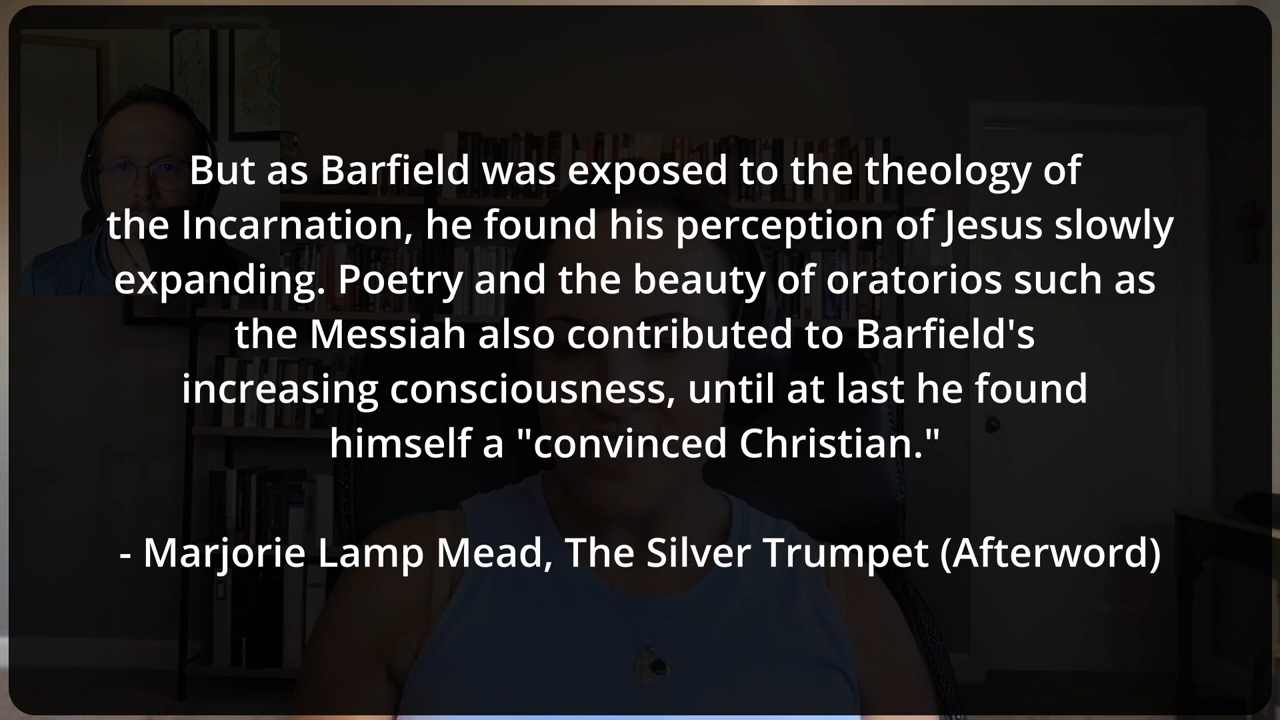 But as Barfield was exposed to the theology of
the Incarnation, he found his perception of Jesus slowly
expanding. Poetry and the beauty of oratorios such as
the Messiah also contributed to Barfield's
increasing consciousness, until at last he found
himself a "convinced Christian."
- Marjorie Lamp Mead, The Silver Trumpet (Afterword)